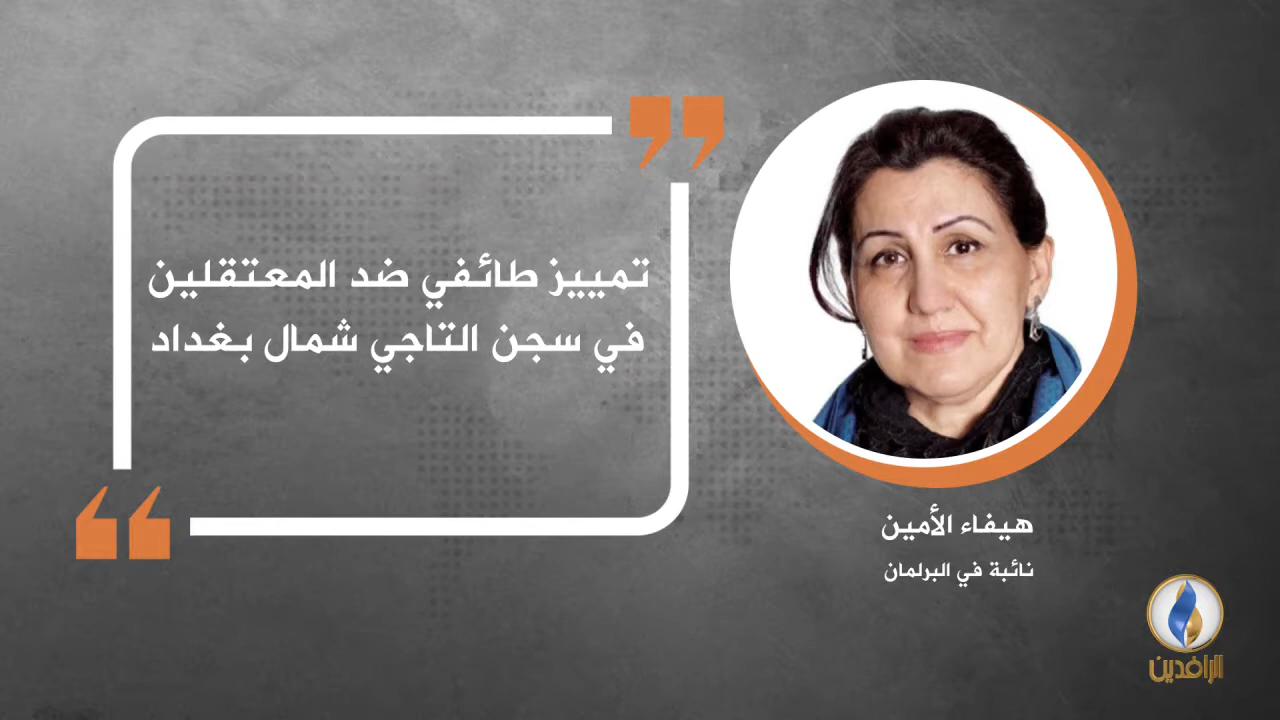 تمييز طائفي ضد المعتقلين
في سجن التاجي شمال بغداد
هيفاء الأمين
نائبة في البرلمان
الرافدين